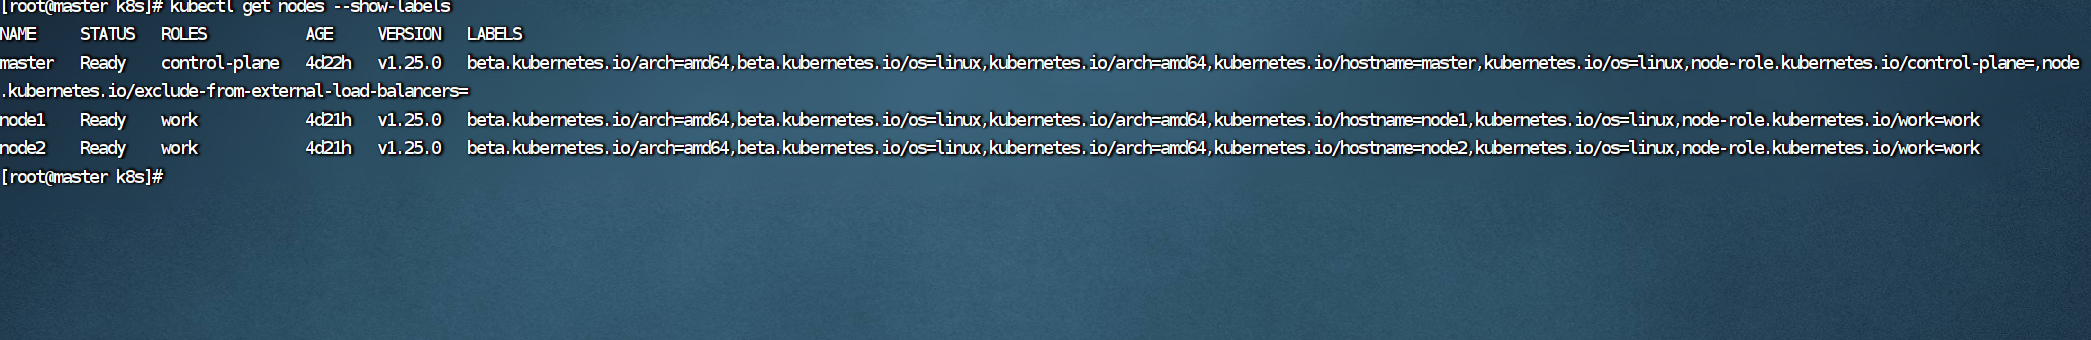 [root@master k8s]# kubectl get nodes --show-labels
NAME STATUS ROLES AGE VERSION LABELS
master Ready control-plane 4d22h v1.25.0 beta.kubernetes.io/arch=amd64,beta.kubernetes.io/os=linux,kubernetes.io/arch=amd64,kubernetes.io/hostname=master,kubernetes.io/os=linux,node-role.kubernetes.io/control-plane=,node
.kubernetes.io/exclude-from-external-load-balancers=
node1 Ready work 4d21h v1.25.0 beta.kubernetes.io/arch=amd64,beta.kubernetes.io/os=linux,kubernetes.io/arch=amd64,kubernetes.io/hostname=node1,kubernetes.io/os=linux,node-role.kubernetes.io/work=work
node2 Ready work 4d21h v1.25.0 beta.kubernetes.io/arch=amd64,beta.kubernetes.io/os=linux,kubernetes.io/arch=amd64,kubernetes.io/hostname=node2,kubernetes.io/os=linux,node-role.kubernetes.io/work=work
[root@master k8s]#